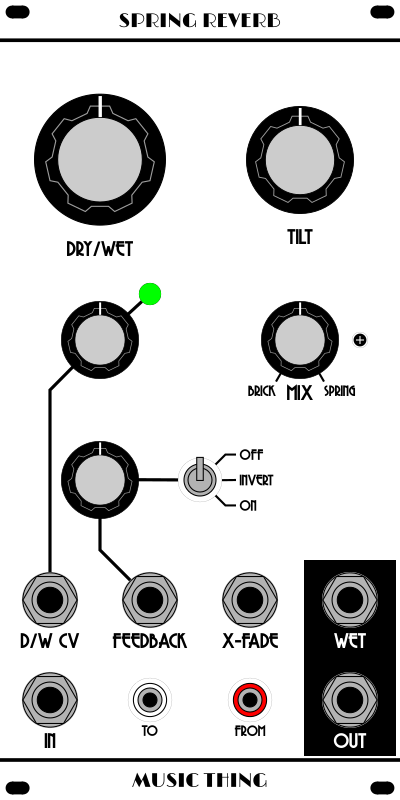 SPRING REVERB
DRY/WET
TILT
BRICK MIX SPRING
OFF
INVERT
ON
D/W CV FEEDBACK X-FADE WET
IN TO FROM OUT
MUSIC THING